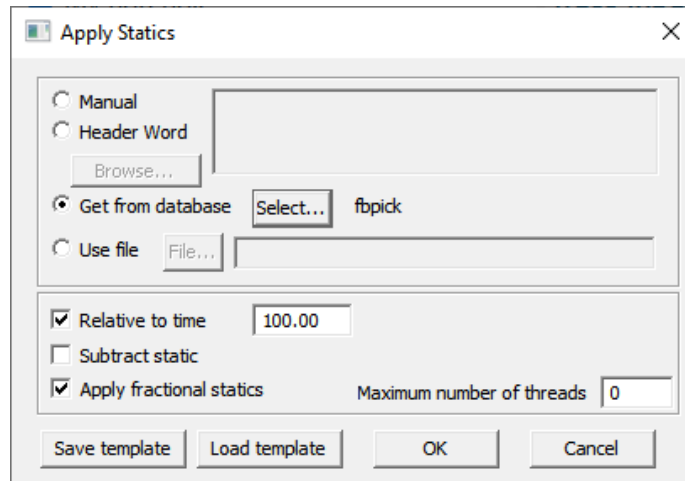 Apply Statics
Manual
Header Word
Browse...
Get from database Select... fbpick
Use file File...
Relative to time 100.00
Subtract static
Apply fractional statics Maximum number of threads 0
Save template Load template OK Cancel